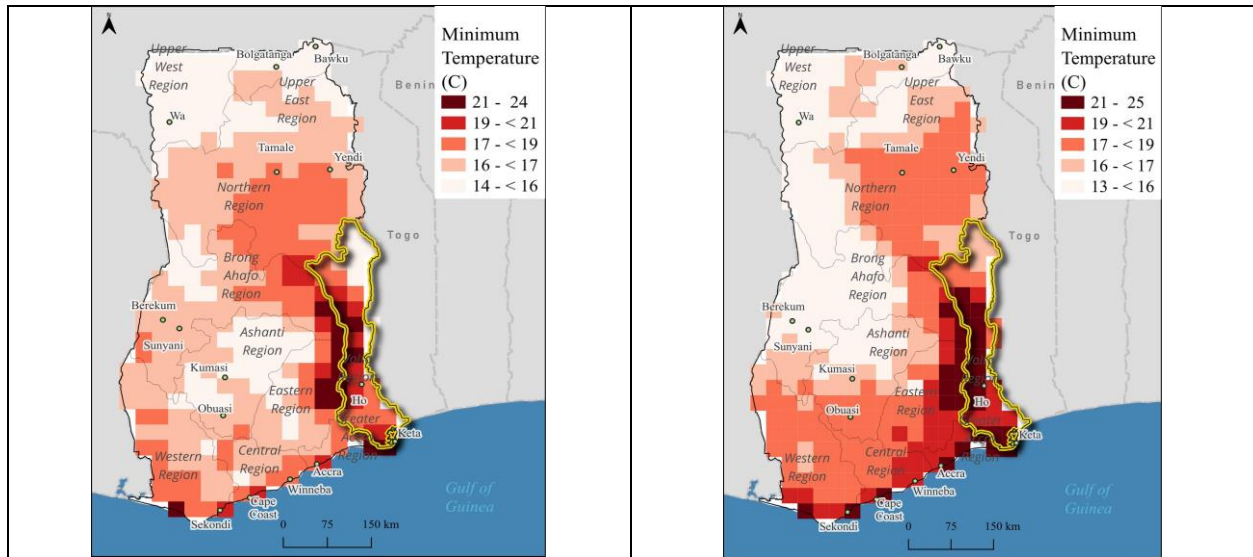 Minimum
Temperature
(C)
21 - 24
19 - < 21
17 - < 19
16 - < 17
14 - < 16
Upper
West
Region
Bolgatanga
Bawku
Upper
East
Region
Benin
Wa
Tamale
Yendi
Northern
Region
Togo
Brong
Ahafo
Region
Berekum
Sunyani
Ashanti
Region
Kumasi
Eastern
Region
Ho
Obuasi
Keta
Region
Western
Region
Central
Region
Accra
Winneba
Cape
Coast
Sekondi
Gulf of
Guinea
0 75 150 km
Minimum
Temperature
(C)
21 - 25
19 - < 21
17 - < 19
16 - < 17
13 - < 16
Upper
West
Region
Bolgatanga
Bawku
Upper
East
Region
Benin
Wa
Tamale
Yendi
Northern
Region
Togo
Brong
Ahafo
Region
Berekum
Sunyani
Ashanti
Region
Kumasi
Eastern
Region
Ho
Obuasi
Keta
Region
Western
Region
Central
Region
Accra
Winneba
Cape
Coast
Sekondi
Gulf of
Guinea
0 75 150 km